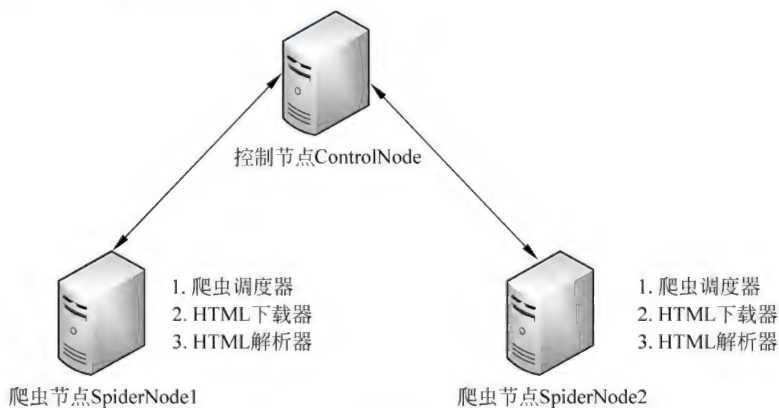 控制节点ControlNode
1. 爬虫调度器
2. HTML下载器
3. HTML解析器
爬虫节点SpiderNode1
1. 爬虫调度器
2. HTML下载器
3. HTML解析器
爬虫节点SpiderNode2